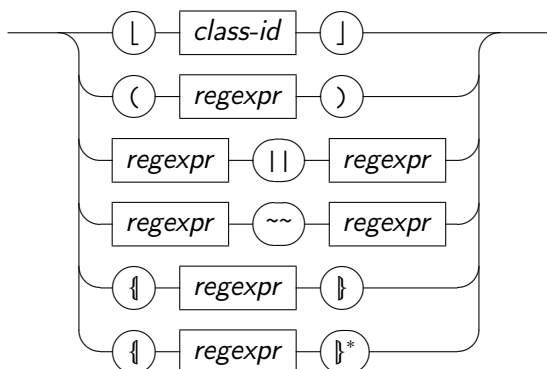 ⌊ class-id ⌋
( regexpr )
regexpr || regexpr
regexpr ~~ regexpr
⦃ regexpr ⦄
⦃ regexpr ⦄*